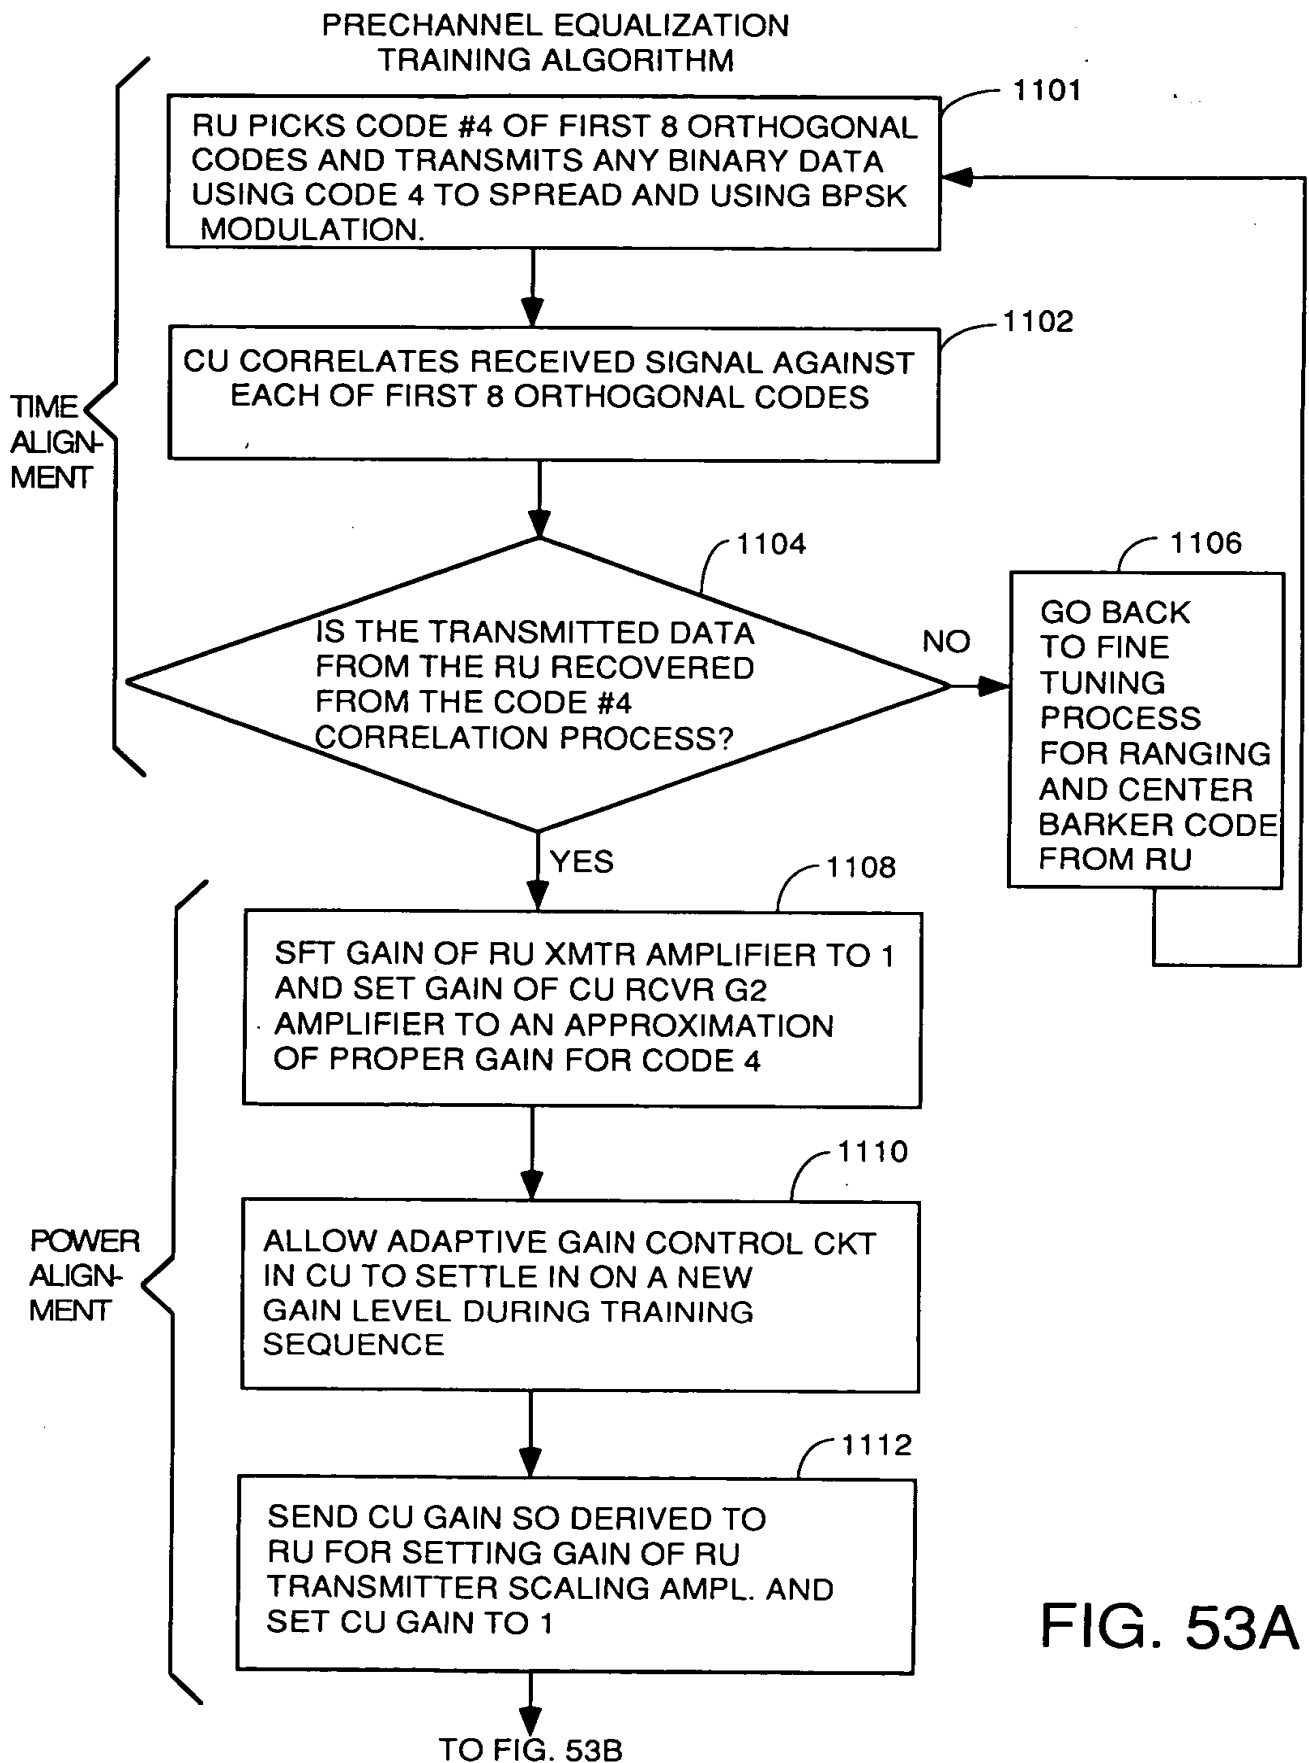 PRECHANNEL EQUALIZATION
TRAINING ALGORITHM
1101
RU PICKS CODE #4 OF FIRST 8 ORTHOGONAL
CODES AND TRANSMITS ANY BINARY DATA
USING CODE 4 TO SPREAD AND USING BPSK
MODULATION.
1102
CU CORRELATES RECEIVED SIGNAL AGAINST
EACH OF FIRST 8 ORTHOGONAL CODES
TIME
ALIGN-
MENT
1104
IS THE TRANSMITTED DATA
FROM THE RU RECOVERED
FROM THE CODE #4
CORRELATION PROCESS?
NO
1106
GO BACK
TO FINE
TUNING
PROCESS
FOR RANGING
AND CENTER
BARKER CODE
FROM RU
YES
1108
SFT GAIN OF RU XMTR AMPLIFIER TO 1
AND SET GAIN OF CU RCVR G2
AMPLIFIER TO AN APPROXIMATION
OF PROPER GAIN FOR CODE 4
1110
POWER
ALIGN-
MENT
ALLOW ADAPTIVE GAIN CONTROL CKT
IN CU TO SETTLE IN ON A NEW
GAIN LEVEL DURING TRAINING
SEQUENCE
1112
SEND CU GAIN SO DERIVED TO
RU FOR SETTING GAIN OF RU
TRANSMITTER SCALING AMPL. AND
SET CU GAIN TO 1
FIG. 53A
TO FIG. 53B